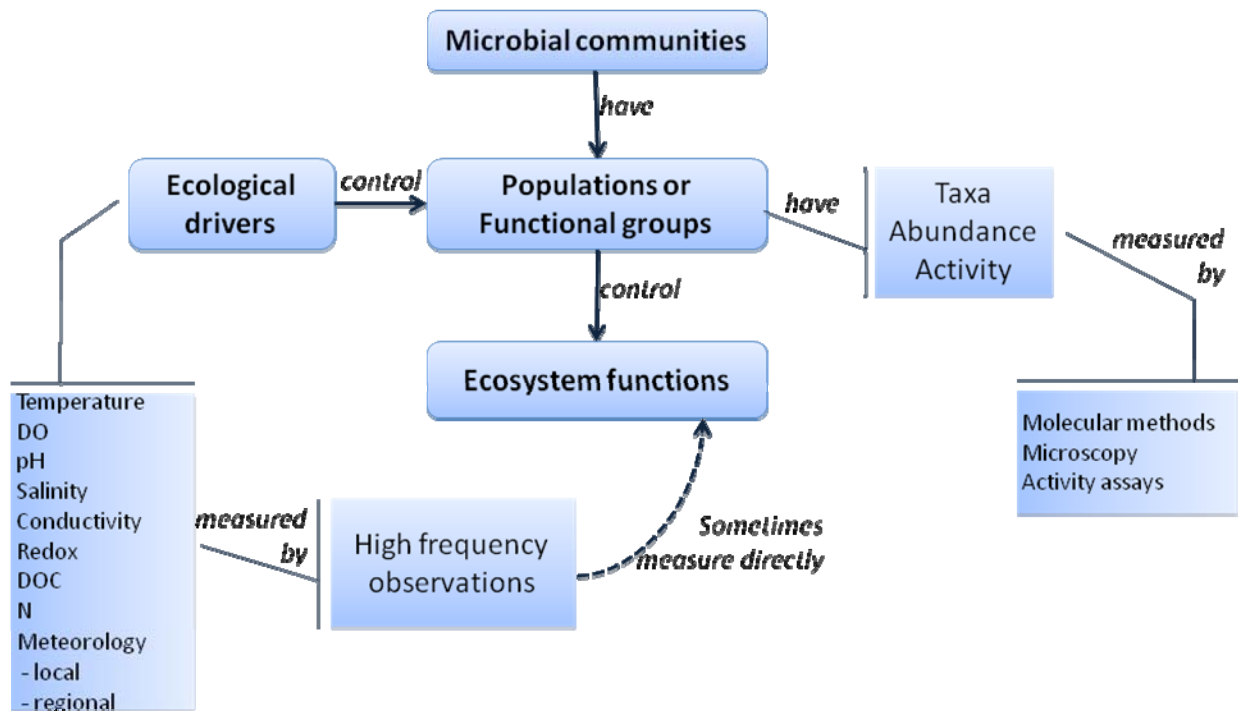 Microbial communities
have
Ecological
drivers
control
Populations or
Functional groups
have
Taxa
Abundance
Activity
measured
by
control
Ecosystem functions
Temperature
DO
pH
Salinity
Conductivity
Redox
DOC
N
Meteorology
- local
- regional
measured
by
High frequency
observations
Sometimes
measure directly
Molecular methods
Microscopy
Activity assays